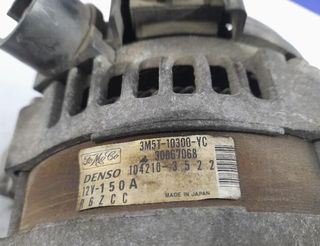 FoMoCo
3M5T-10300-YC
30667068
DENSO 104210-3522
12V-150A
MADE IN JAPAN
R6ZCC